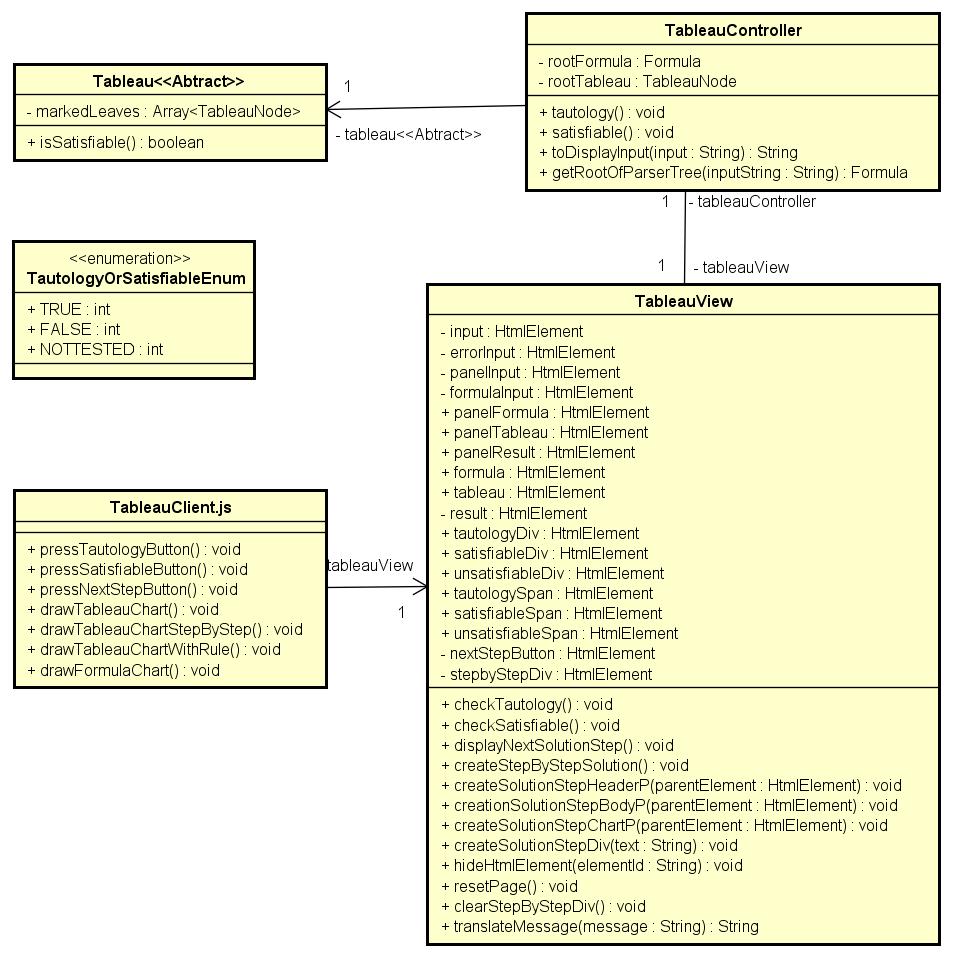 TableauController
- rootFormula : Formula
- rootTableau : TableauNode
+ tautology() : void
+ satisfiable() : void
+ toDisplayInput(input : String) : String
+ getRootOfParserTree(inputString : String) : Formula
Tableau<<Abtract>>
- markedLeaves : Array<TableauNode>
+ isSatisfiable() : boolean
1
- tableau<<Abtract>>
1
- tableauController
1
- tableauView
<<enumeration>>
TautologyOrSatisfiableEnum
+ TRUE : int
+ FALSE : int
+ NOTTESTED : int
TableauClient.js
+ pressTautologyButton() : void
+ pressSatisfiableButton() : void
+ pressNextStepButton() : void
+ drawTableauChart() : void
+ drawTableauChartStepByStep() : void
+ drawTableauChartWithRule() : void
+ drawFormulaChart() : void
tableauView
1
TableauView
- input : HtmlElement
- errorInput : HtmlElement
- panelInput : HtmlElement
- formulaInput : HtmlElement
+ panelFormula : HtmlElement
+ panelTableau : HtmlElement
+ panelResult : HtmlElement
+ formula : HtmlElement
+ tableau : HtmlElement
- result : HtmlElement
+ tautologyDiv : HtmlElement
+ satisfiableDiv : HtmlElement
+ unsatisfiableDiv : HtmlElement
+ tautologySpan : HtmlElement
+ satisfiableSpan : HtmlElement
+ unsatisfiableSpan : HtmlElement
- nextStepButton : HtmlElement
- stepbyStepDiv : HtmlElement
+ checkTautology() : void
+ checkSatisfiable() : void
+ displayNextSolutionStep() : void
+ createStepByStepSolution() : void
+ createSolutionStepHeaderP(parentElement : HtmlElement) : void
+ creationSolutionStepBodyP(parentElement : HtmlElement) : void
+ createSolutionStepChartP(parentElement : HtmlElement) : void
+ createSolutionStepDiv(text : String) : void
+ hideHtmlElement(elementId : String) : void
+ resetPage() : void
+ clearStepByStepDiv() : void
+ translateMessage(message : String) : String